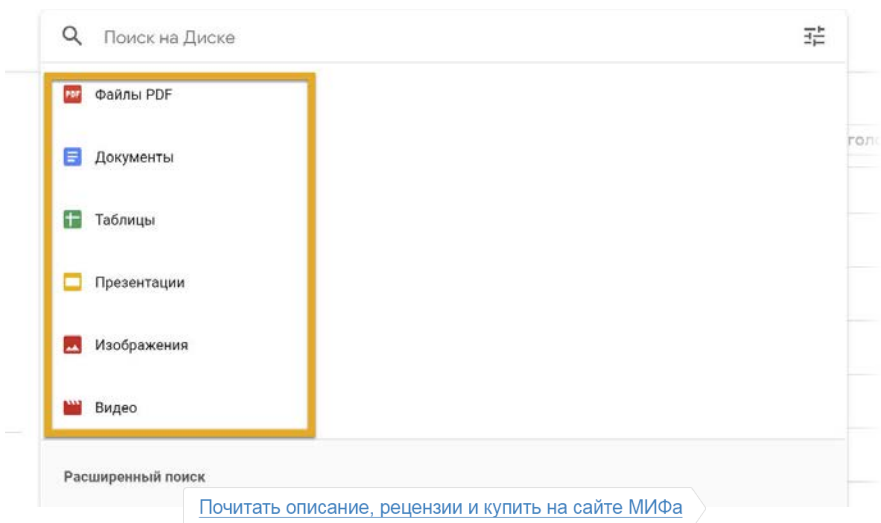 Поиск на Диске
PDF Файлы PDF
Документы
Таблицы
Презентации
Изображения
Видео
Расширенный поиск
Почитать описание, рецензии и купить на сайте МИФа